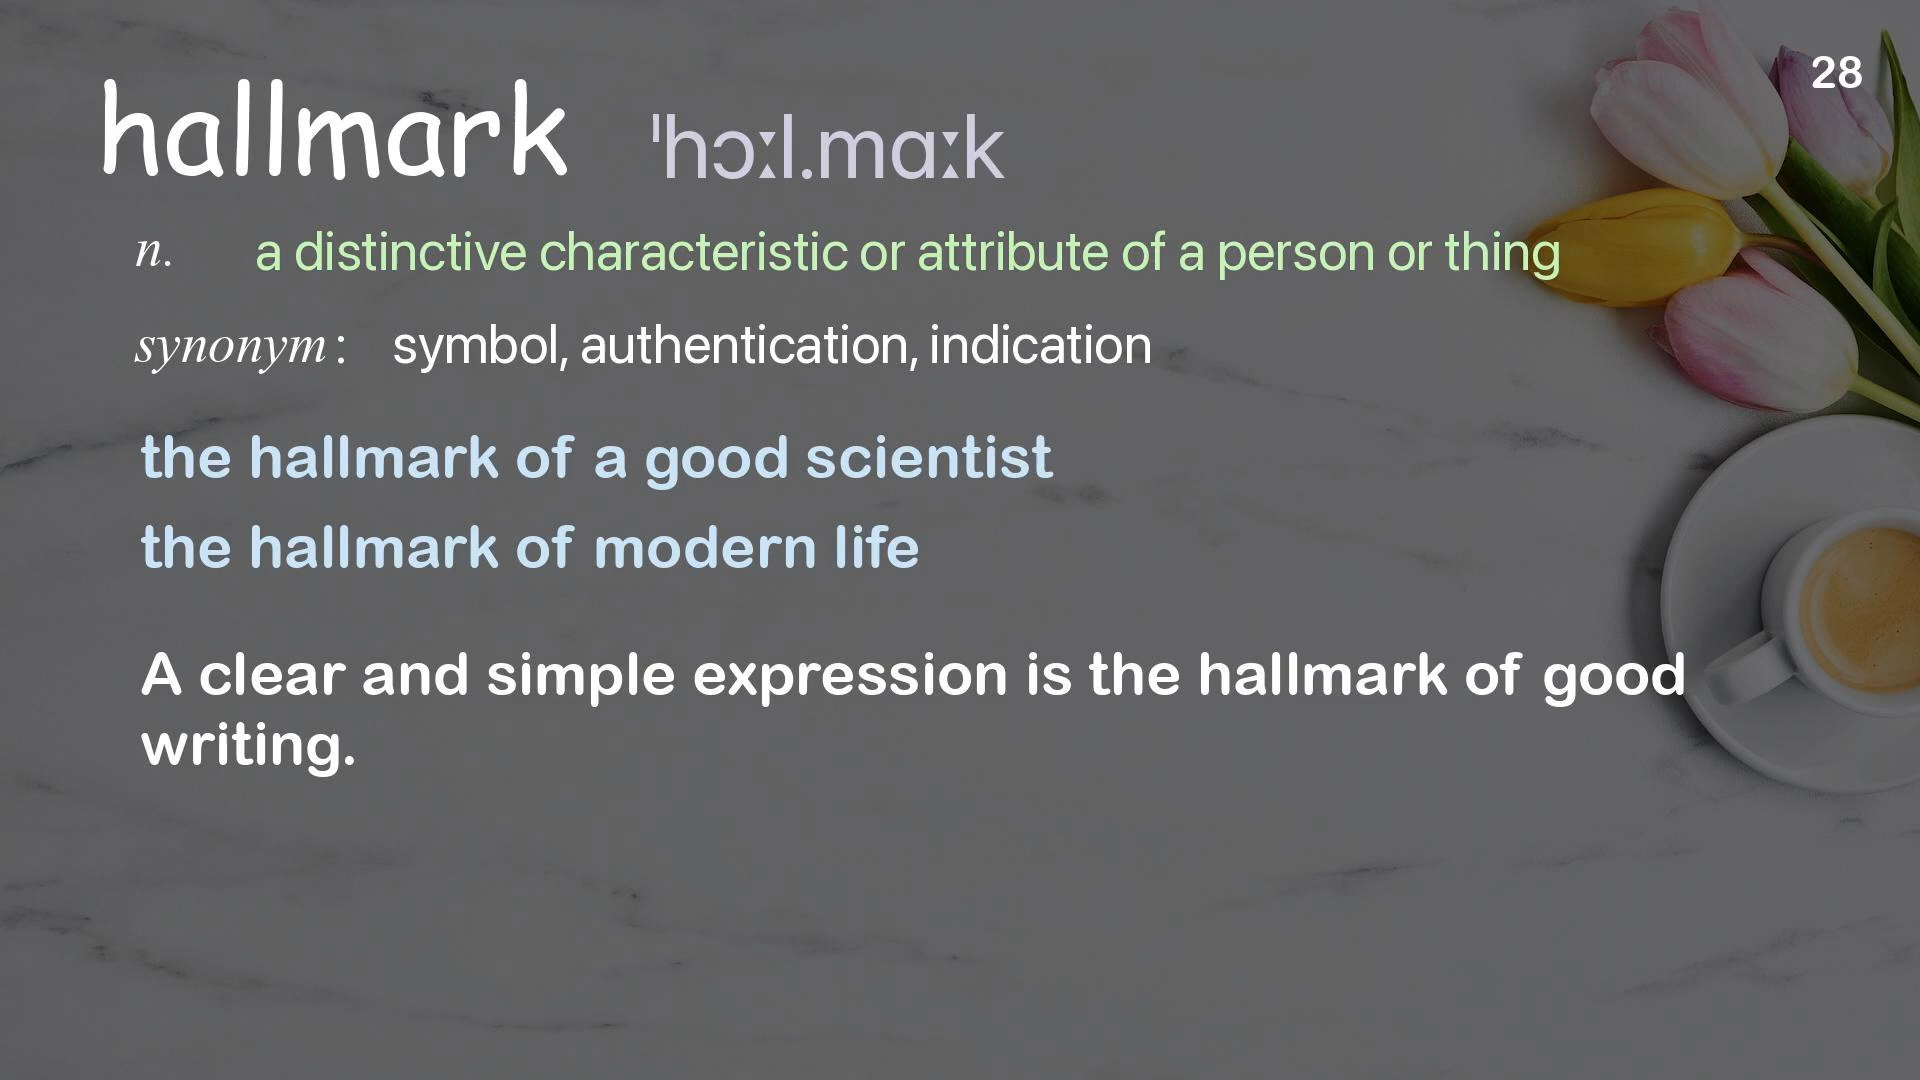 28
hallmark ˈhɔːl.mɑːk
n. a distinctive characteristic or attribute of a person or thing
synonym : symbol, authentication, indication
the hallmark of a good scientist
the hallmark of modern life
A clear and simple expression is the hallmark of good
writing.